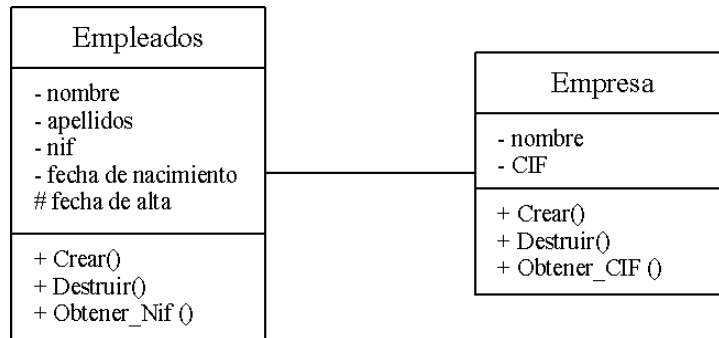 Empleados
- nombre
- apellidos
- nif
- fecha de nacimiento
# fecha de alta
+ Crear()
+ Destruir()
+ Obtener_Nif ()
Empresa
- nombre
- CIF
+ Crear()
+ Destruir()
+ Obtener_CIF ()